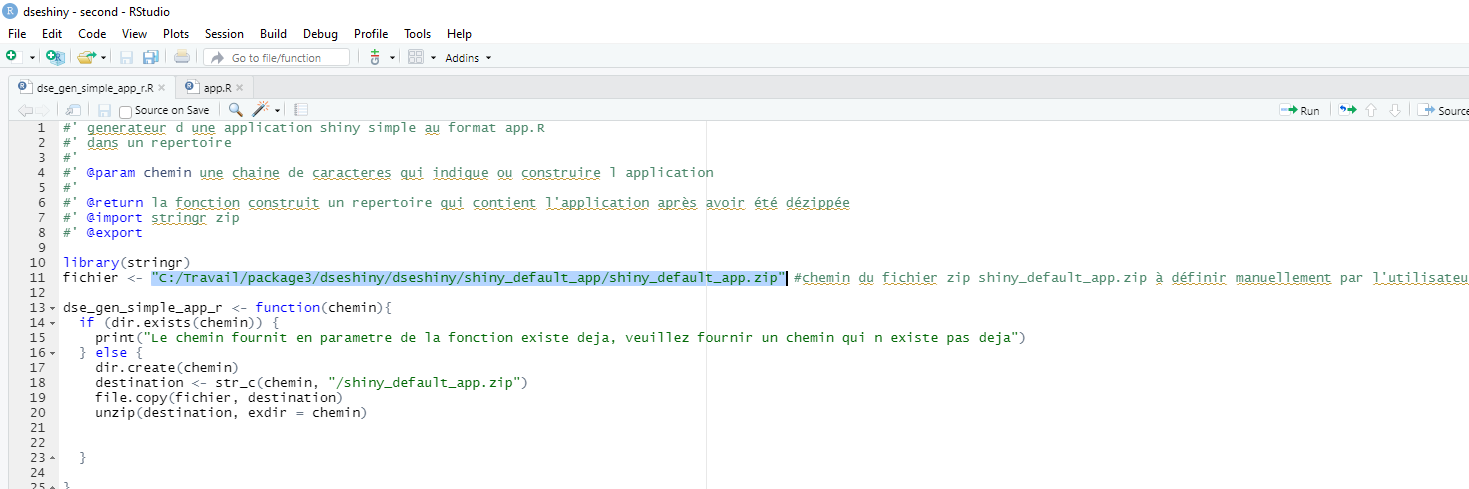 dseshiny - second - RStudio
File Edit Code View Plots Session Build Debug Profile Tools Help
Go to file/function Addins
dse_gen_simple_app_r.R app.R
Source on Save Run Source
1 #' generateur d une application shiny simple au format app.R
2 #' dans un repertoire
3 #'
4 #' @param chemin une chaine de caracteres qui indique ou construire l application
5 #'
6 #' @return la fonction construit un repertoire qui contient l'application après avoir été dézippée
7 #' @import stringr zip
8 #' @export
9
10 library(stringr)
11 fichier <- "C:/Travail/package3/dseshiny/dseshiny/shiny_default_app/shiny_default_app.zip" #chemin du fichier zip shiny_default_app.zip à définir manuellement par l'utilisateu
12
13 dse_gen_simple_app_r <- function(chemin){
14 if (dir.exists(chemin)) {
15 print("Le chemin fournit en parametre de la fonction existe deja, veuillez fournir un chemin qui n existe pas deja")
16 } else {
17 dir.create(chemin)
18 destination <- str_c(chemin, "/shiny_default_app.zip")
19 file.copy(fichier, destination)
20 unzip(destination, exdir = chemin)
21
22
23 }
24
25 }